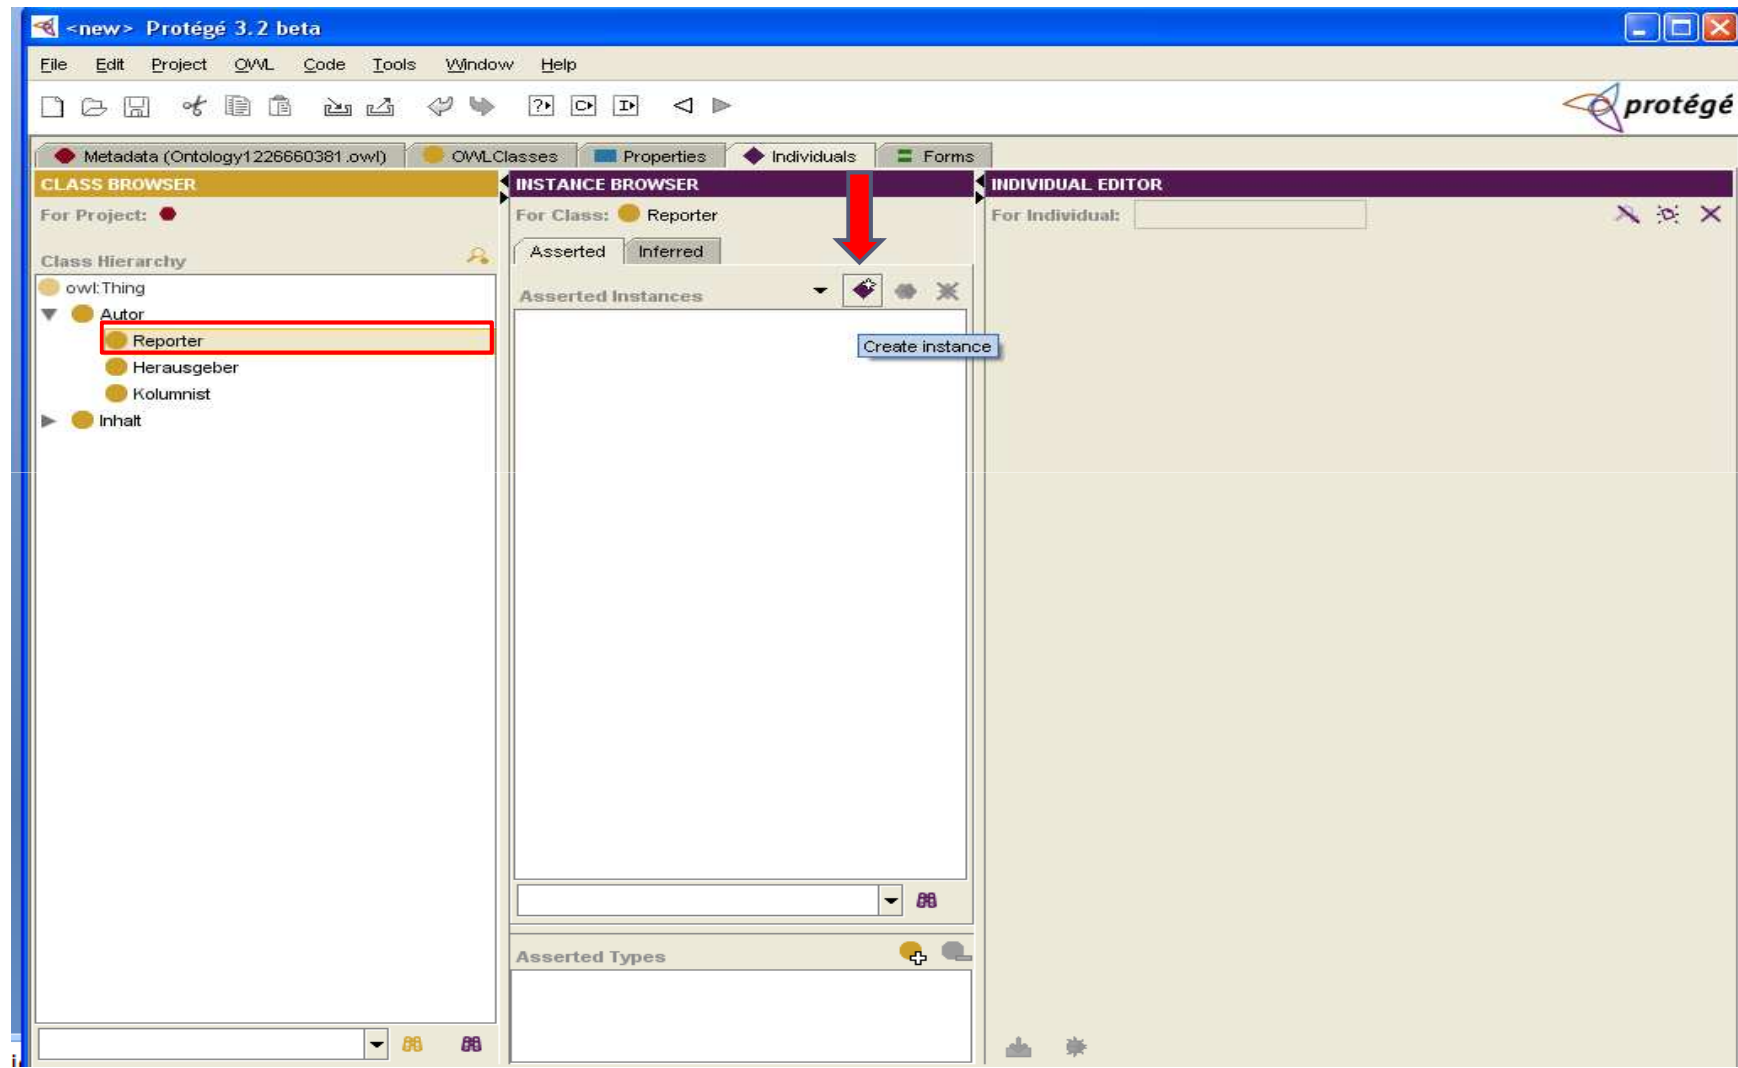 <new> Protégé 3.2 beta
File Edit Project OWL Code Tools Window Help
protégé
Metadata (Ontology1226660381.owl) OWLClasses Properties Individuals Forms
CLASS BROWSER
For Project:
Class Hierarchy
owl:Thing
Autor
Reporter
Herausgeber
Kolumnist
Inhalt
INSTANCE BROWSER
For Class: Reporter
Asserted Inferred
Asserted Instances
Create instance
Asserted Types
INDIVIDUAL EDITOR
For Individual: